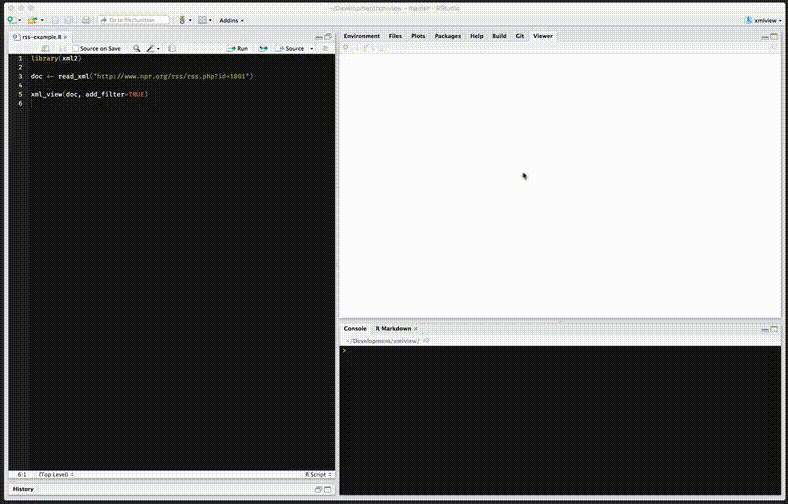 ~/Development/xmlview - master - RStudio
Go to file/function
Addins
xmlview
rss-example.R
Source on Save
Run
Source
1 library(xml2)
2
3 doc <- read_xml("http://www.npr.org/rss/rss.php?id=1001")
4
5 xml_view(doc, add_filter=TRUE)
6
6:1 (Top Level) R Script
History
Environment Files Plots Packages Help Build Git Viewer
Console R Markdown
~/Development/xmlview/
>